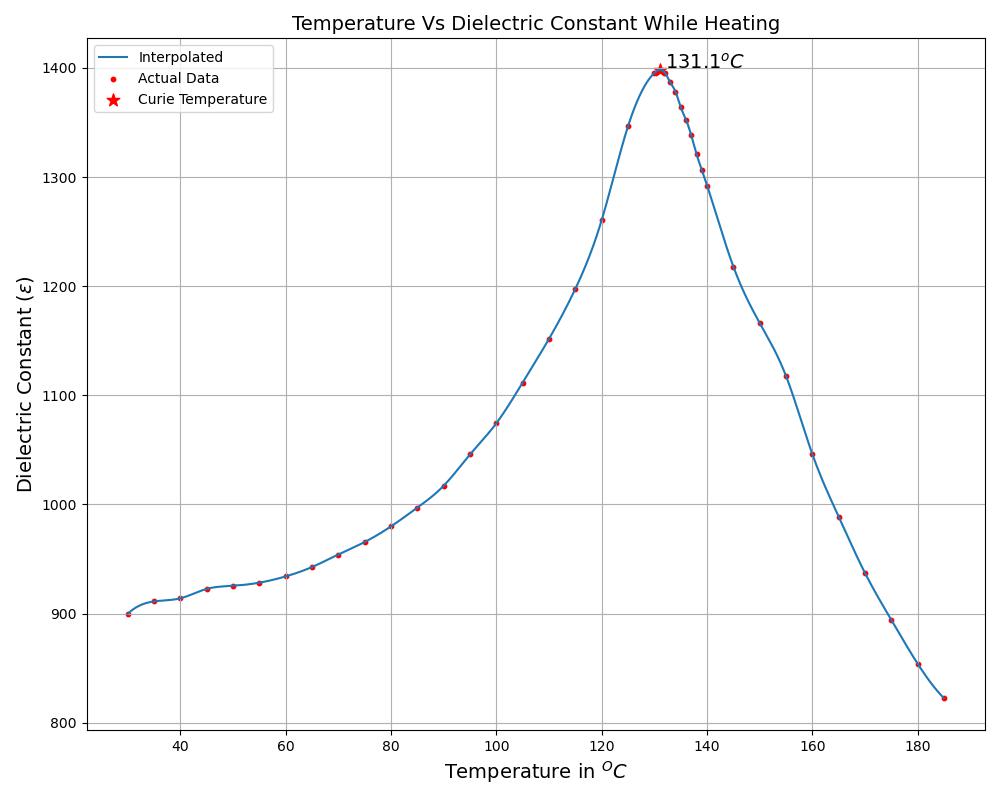 Temperature Vs Dielectric Constant While Heating
Interpolated
Actual Data
Curie Temperature
131.1°C
Dielectric Constant (ε)
1400
1300
1200
1100
1000
900
800
40 60 80 100 120 140 160 180
Temperature in °C